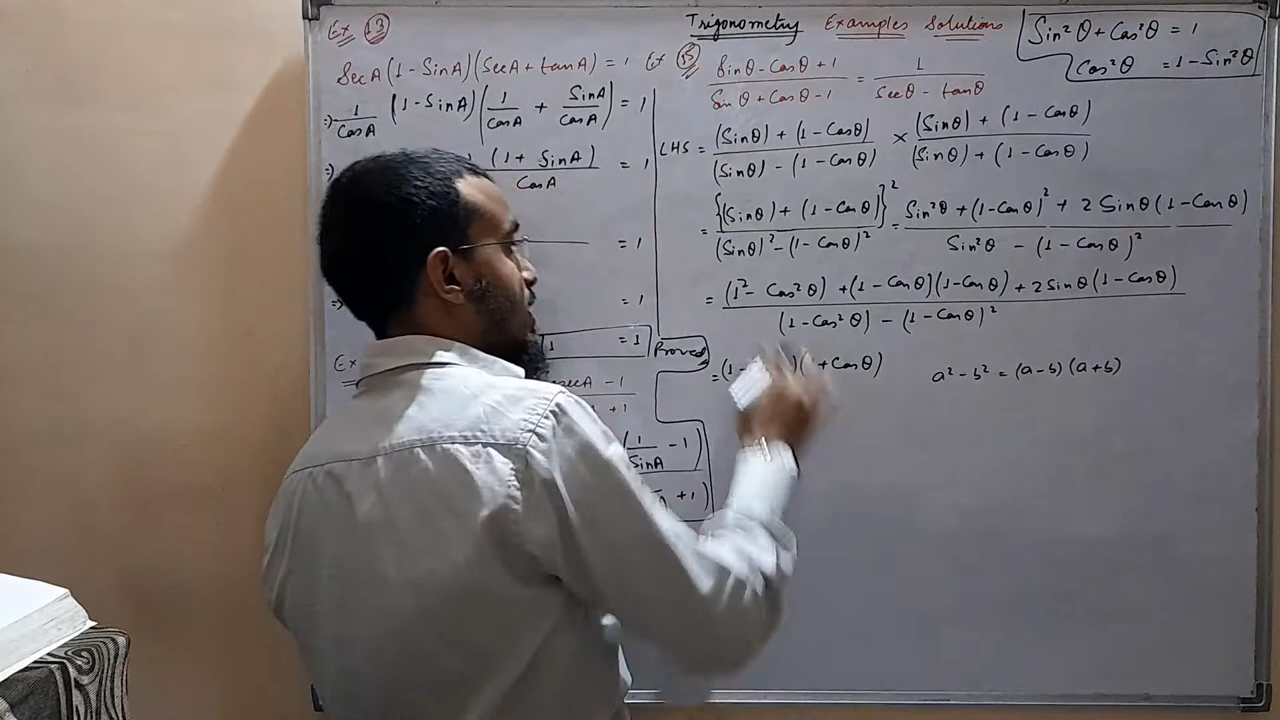 Trigonometry Examples Solutions
Sin²θ + Cos²θ = 1
Cos²θ = 1 - Sin²θ
Ex 13
SecA (1 - SinA)(SecA + tanA) = 1
⇒ 1/CosA (1 - SinA)(1/CosA + SinA/CosA) = 1
⇒ (1 + SinA)/CosA = 1
= 1
⇒ = 1
1 = 1 Proved
Ex
secA - 1
+ 1
(1/SinA - 1)
+ 1)
Ex 15 (Sinθ - Cosθ + 1)/(Sinθ + Cosθ - 1) = 1/(Secθ - tanθ)
LHS = ((Sinθ) + (1 - Cosθ))/((Sinθ) - (1 - Cosθ)) × ((Sinθ) + (1 - Cosθ))/((Sinθ) + (1 - Cosθ))
= {(Sinθ) + (1 - Cosθ)}²/((Sinθ)² - (1 - Cosθ)²) = (Sin²θ + (1 - Cosθ)² + 2 Sinθ (1 - Cosθ))/(Sin²θ - (1 - Cosθ)²)
= ((1² - Cos²θ) + (1 - Cosθ)(1 - Cosθ) + 2 Sinθ (1 - Cosθ))/((1 - Cos²θ) - (1 - Cosθ)²)
= (1 - )( + Cosθ) a² - b² = (a - b)(a + b)